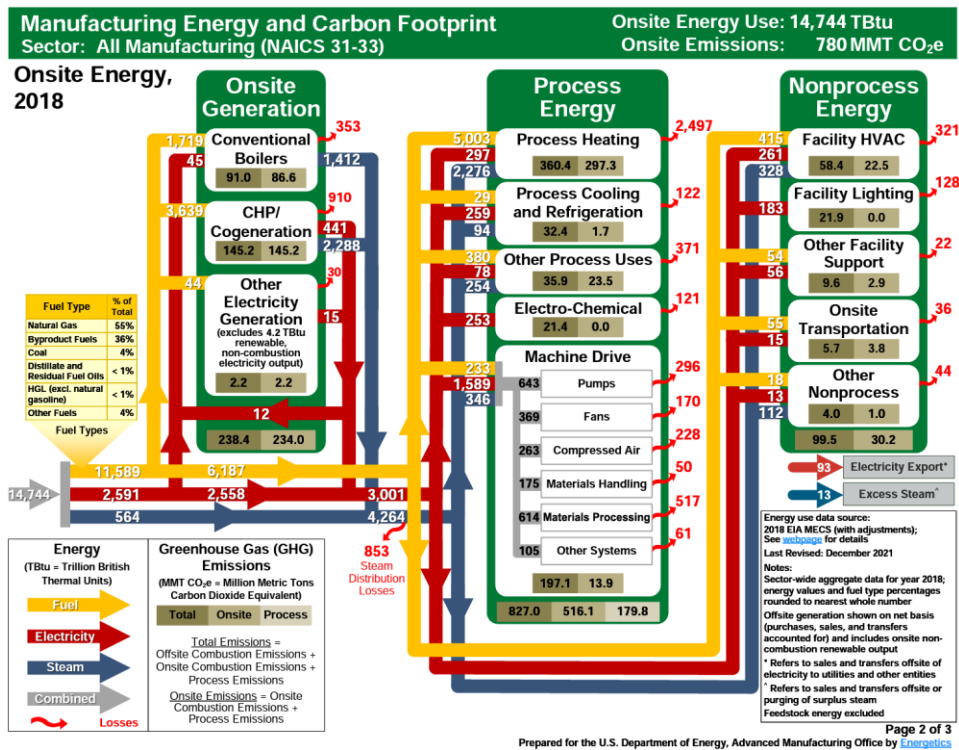 Manufacturing Energy and Carbon Footprint
Sector: All Manufacturing (NAICS 31-33)
Onsite Energy Use: 14,744 TBtu
Onsite Emissions: 780 MMT CO₂e
Onsite Energy,
2018
Onsite
Generation
Conventional
Boilers
91.0 86.6
1,719
45
353
1,412
CHP/
Cogeneration
145.2 145.2
3,639
910
441
2,288
Other
Electricity
Generation
(excludes 4.2 TBtu
renewable,
non-combustion
electricity output)
2.2 2.2
44
30
15
12
238.4 234.0
Fuel Type % of
Total
Natural Gas 55%
Byproduct Fuels 36%
Coal 4%
Distillate and
Residual Fuel Oils < 1%
HGL (excl. natural
gasoline) < 1%
Other Fuels 4%
Fuel Types
14,744
11,589 6,187
2,591 2,558 3,001
564 4,264
853
Steam
Distribution
Losses
Process
Energy
Process Heating
360.4 297.3
5,003
297
2,276
2,497
Process Cooling
and Refrigeration
32.4 1.7
29
259
94
122
Other Process Uses
35.9 23.5
380
78
254
371
Electro-Chemical
21.4 0.0
253
121
Machine Drive
233
1,589
346
643 Pumps 296
369 Fans 170
263 Compressed Air 228
175 Materials Handling 50
614 Materials Processing 517
105 Other Systems 61
197.1 13.9
827.0 516.1 179.8
Nonprocess
Energy
Facility HVAC
58.4 22.5
415
261
328
321
Facility Lighting
21.9 0.0
183
128
Other Facility
Support
9.6 2.9
54
56
22
Onsite
Transportation
5.7 3.8
55
15
36
Other
Nonprocess
4.0 1.0
18
13
112
44
99.5 30.2
93 Electricity Export*
13 Excess Steam^
Energy
(TBtu = Trillion British
Thermal Units)
Fuel
Electricity
Steam
Combined
Losses
Greenhouse Gas (GHG)
Emissions
(MMT CO₂e = Million Metric Tons
Carbon Dioxide Equivalent)
Total Onsite Process
Total Emissions =
Offsite Combustion Emissions +
Onsite Combustion Emissions +
Process Emissions
Onsite Emissions = Onsite
Combustion Emissions +
Process Emissions
Energy use data source:
2018 EIA MECS (with adjustments);
See webpage for details
Last Revised: December 2021
Notes:
Sector-wide aggregate data for year 2018;
energy values and fuel type percentages
rounded to nearest whole number
Offsite generation shown on net basis
(purchases, sales, and transfers
accounted for) and includes onsite non-
combustion renewable output
* Refers to sales and transfers offsite of
electricity to utilities and other entities
^ Refers to sales and transfers offsite or
purging of surplus steam
Feedstock energy excluded
Page 2 of 3
Prepared for the U.S. Department of Energy, Advanced Manufacturing Office by Energetics